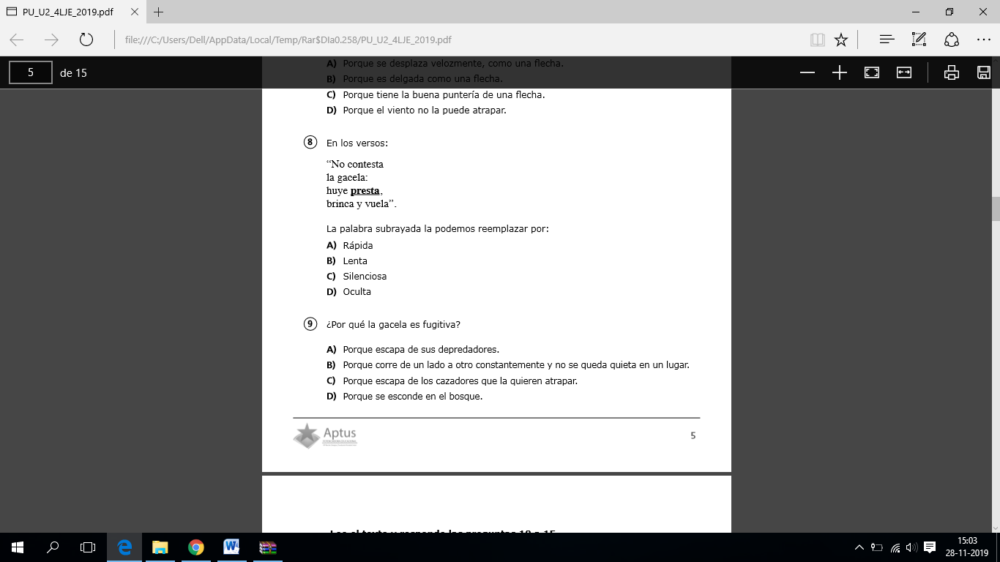 PU_U2_4LJE_2019.pdf
file:///C:/Users/Dell/AppData/Local/Temp/Rar$DIa0.258/PU_U2_4LJE_2019.pdf
5 de 15
A) Porque se desplaza velozmente, como una flecha.
B) Porque es delgada como una flecha.
C) Porque tiene la buena puntería de una flecha.
D) Porque el viento no la puede atrapar.
8 En los versos:
“No contesta
la gacela:
huye presta,
brinca y vuela”.
La palabra subrayada la podemos reemplazar por:
A) Rápida
B) Lenta
C) Silenciosa
D) Oculta
9 ¿Por qué la gacela es fugitiva?
A) Porque escapa de sus depredadores.
B) Porque corre de un lado a otro constantemente y no se queda quieta en un lugar.
C) Porque escapa de los cazadores que la quieren atrapar.
D) Porque se esconde en el bosque.
Aptus
5
15:03
28-11-2019